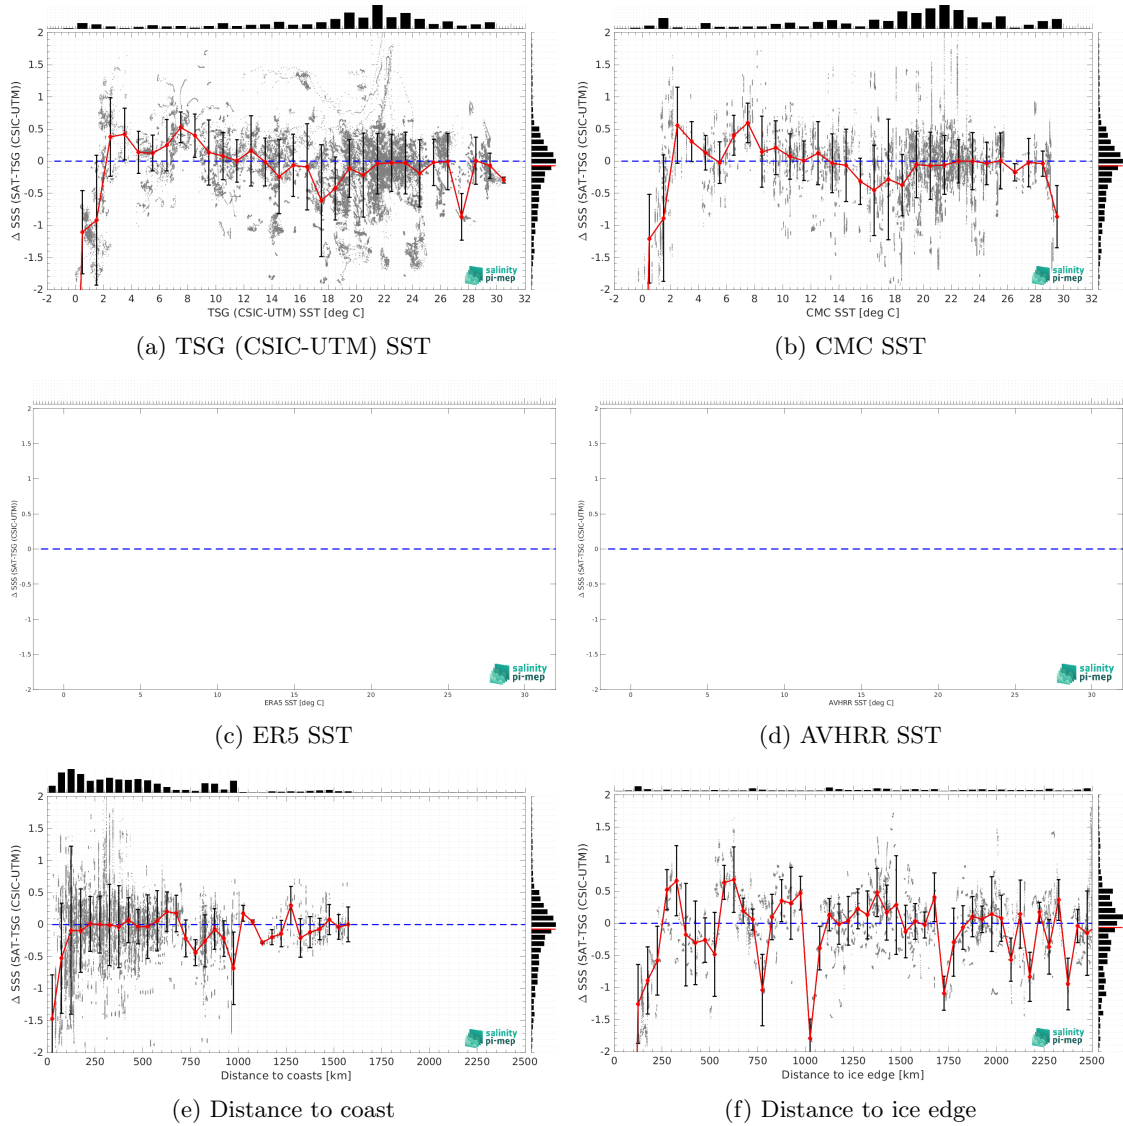 2
1.5
1
0.5
0
-0.5
-1
-1.5
-2
Δ SSS (SAT-TSG (CSIC-UTM))
-2 0 2 4 6 8 10 12 14 16 18 20 22 24 26 28 30 32
TSG (CSIC-UTM) SST [deg C]
salinity
pi-mep
(a) TSG (CSIC-UTM) SST
2
1.5
1
0.5
0
-0.5
-1
-1.5
-2
Δ SSS (SAT-TSG (CSIC-UTM))
-2 0 2 4 6 8 10 12 14 16 18 20 22 24 26 28 30 32
CMC SST [deg C]
salinity
pi-mep
(b) CMC SST
2
1.5
1
0.5
0
-0.5
-1
-1.5
-2
Δ SSS (SAT-TSG (CSIC-UTM))
0 5 10 15 20 25 30
ERA5 SST [deg C]
salinity
pi-mep
(c) ER5 SST
2
1.5
1
0.5
0
-0.5
-1
-1.5
-2
Δ SSS (SAT-TSG (CSIC-UTM))
0 5 10 15 20 25 30
AVHRR SST [deg C]
salinity
pi-mep
(d) AVHRR SST
2
1.5
1
0.5
0
-0.5
-1
-1.5
-2
Δ SSS (SAT-TSG (CSIC-UTM))
0 250 500 750 1000 1250 1500 1750 2000 2250 2500
Distance to coasts [km]
salinity
pi-mep
(e) Distance to coast
2
1.5
1
0.5
0
-0.5
-1
-1.5
-2
Δ SSS (SAT-TSG (CSIC-UTM))
0 250 500 750 1000 1250 1500 1750 2000 2250 2500
Distance to ice edge [km]
salinity
pi-mep
(f) Distance to ice edge